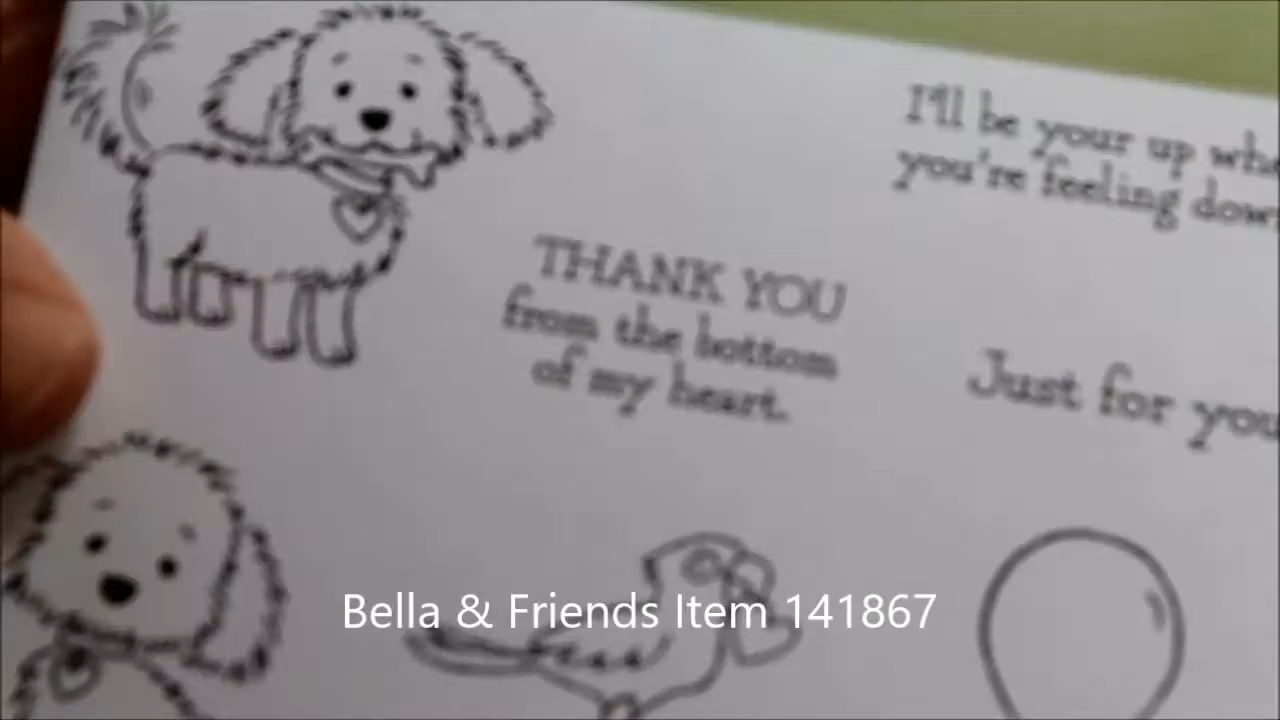 I'll be your up
you're feeling
THANK YOU
from the bottom
of my heart.
Just for you
Bella & Friends Item 141867